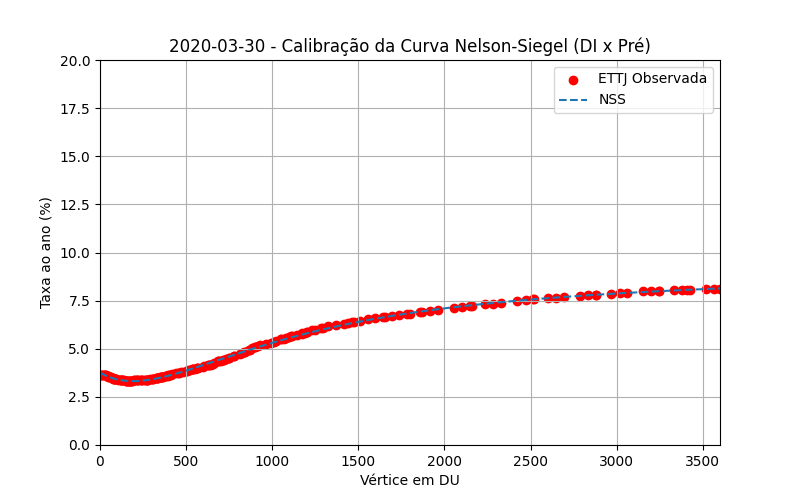 2020-03-30 - Calibração da Curva Nelson-Siegel (DI x Pré)
ETTJ Observada
NSS
Taxa ao ano (%)
20.0
17.5
15.0
12.5
10.0
7.5
5.0
2.5
0.0
0 500 1000 1500 2000 2500 3000 3500
Vértice em DU